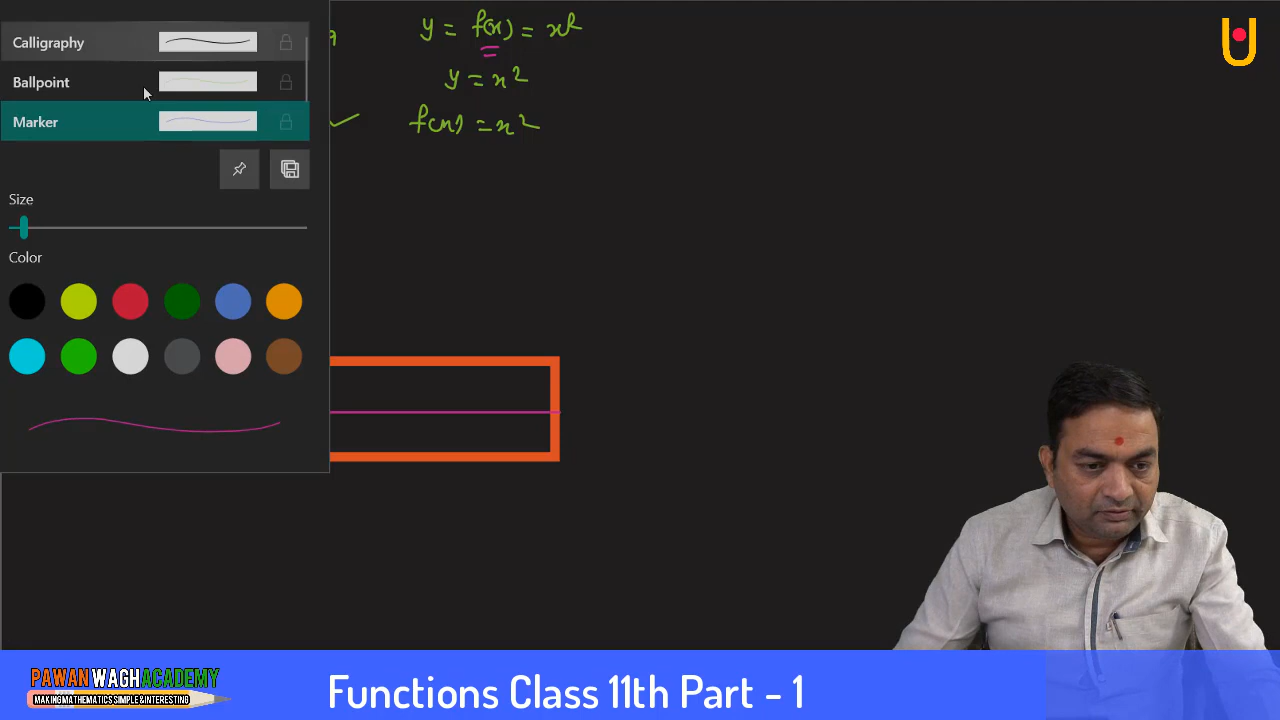 Calligraphy
Ballpoint
Marker
Size
Color
y = f(x) = x²
y = x²
f(x) = x²
PAWAN WAGH ACADEMY
MAKING MATHEMATICS SIMPLE & INTERESTING
Functions Class 11th Part - 1